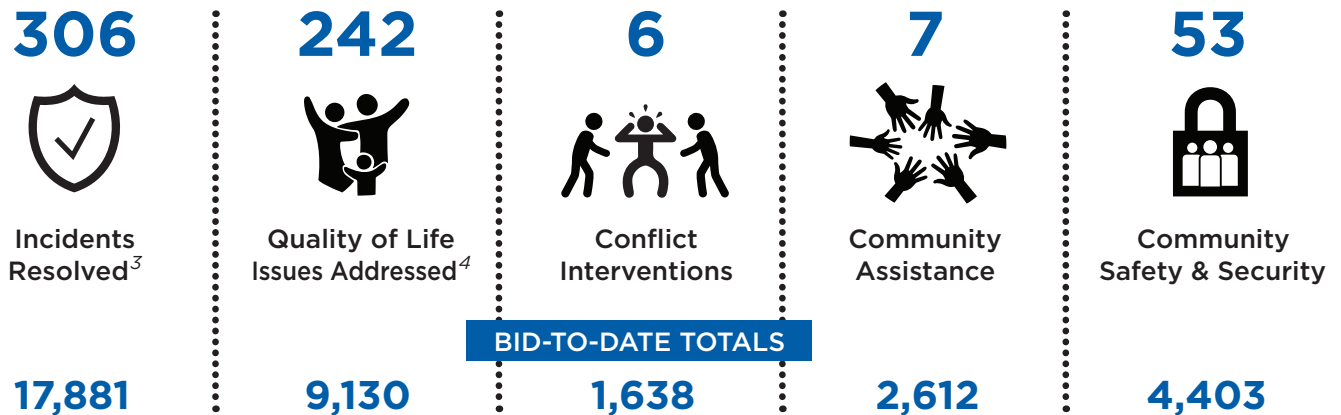 306
242
6
7
53
Incidents
Resolved3
Quality of Life
Issues Addressed4
Conflict
Interventions
Community
Assistance
Community
Safety & Security
BID-TO-DATE TOTALS
17,881
9,130
1,638
2,612
4,403